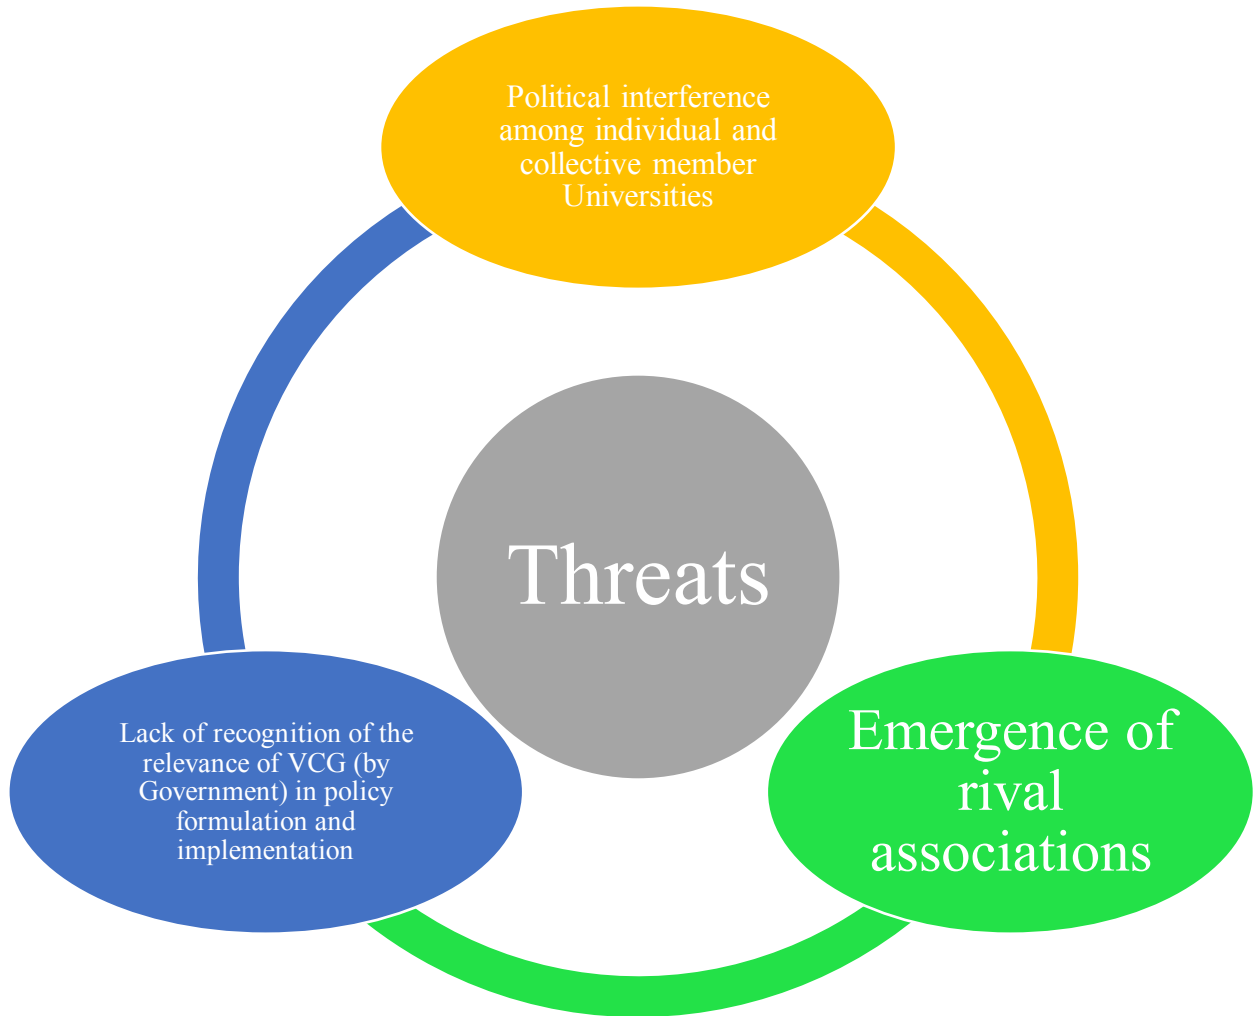 Political interference
among individual and
collective member
Universities
Threats
Lack of recognition of the
relevance of VCG (by
Government) in policy
formulation and
implementation
Emergence of
rival
associations